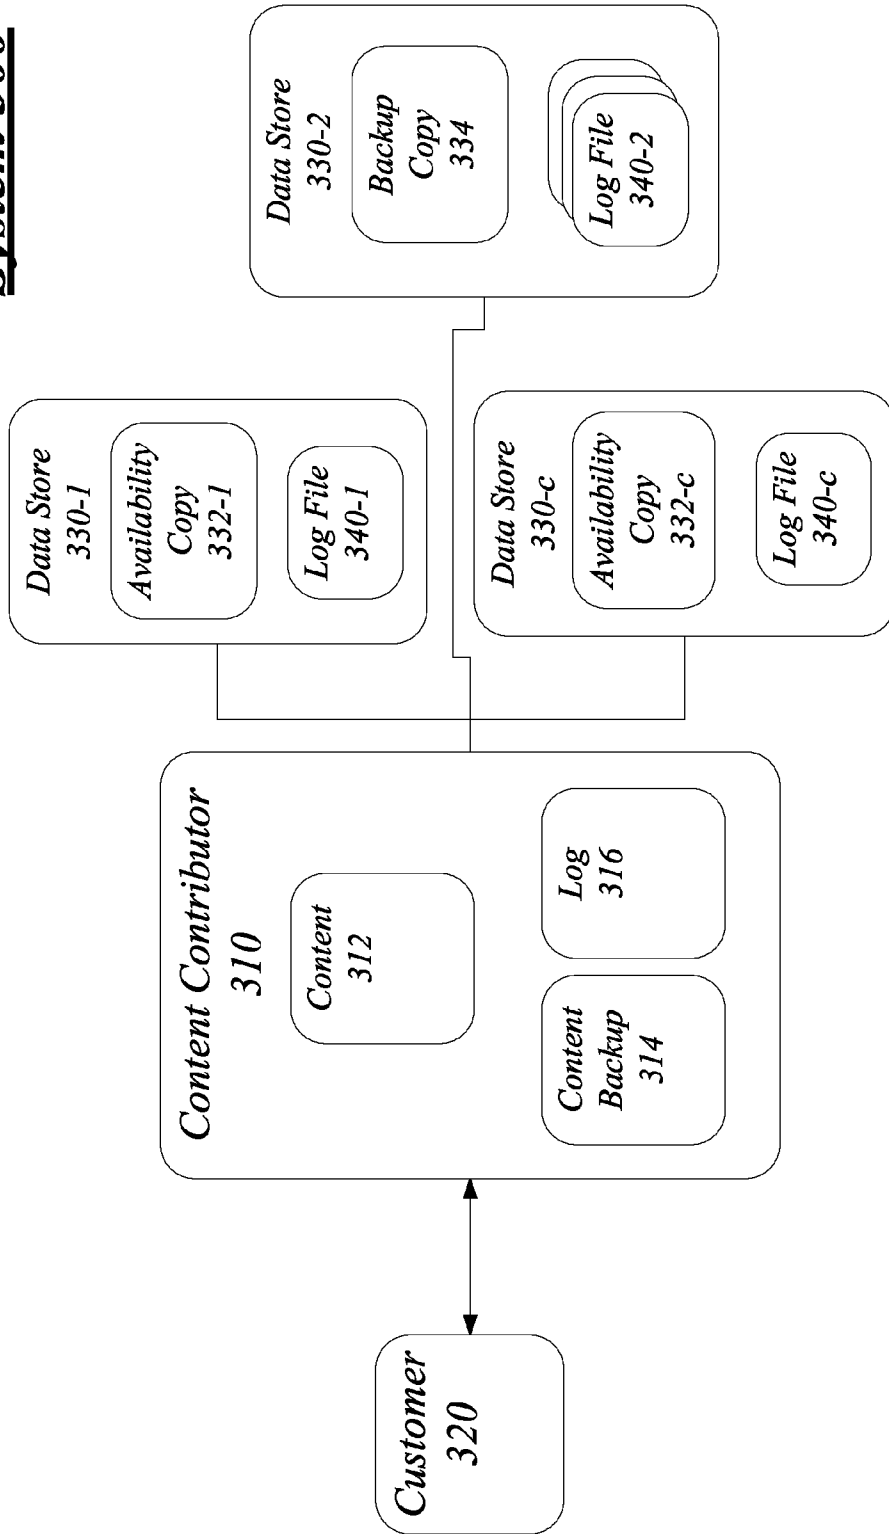 Customer
320
Content Contributor
310
Content
312
Content
Backup
314
Log
316
Data Store
330-1
Availability
Copy
332-1
Log File
340-1
Data Store
330-c
Availability
Copy
332-c
Log File
340-c
Data Store
330-2
Backup
Copy
334
Log File
340-2